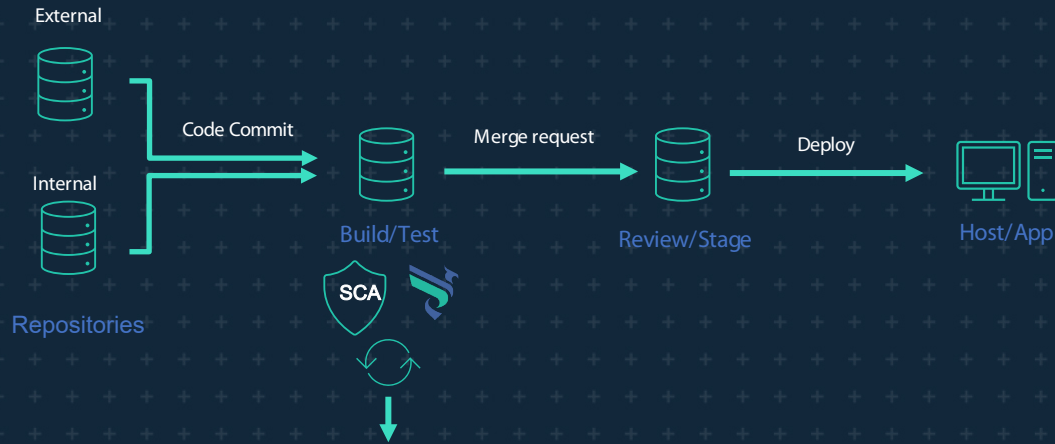 External
Code Commit
Merge request
Deploy
Internal
Build/Test
Review/Stage
Host/App
SCA
Repositories